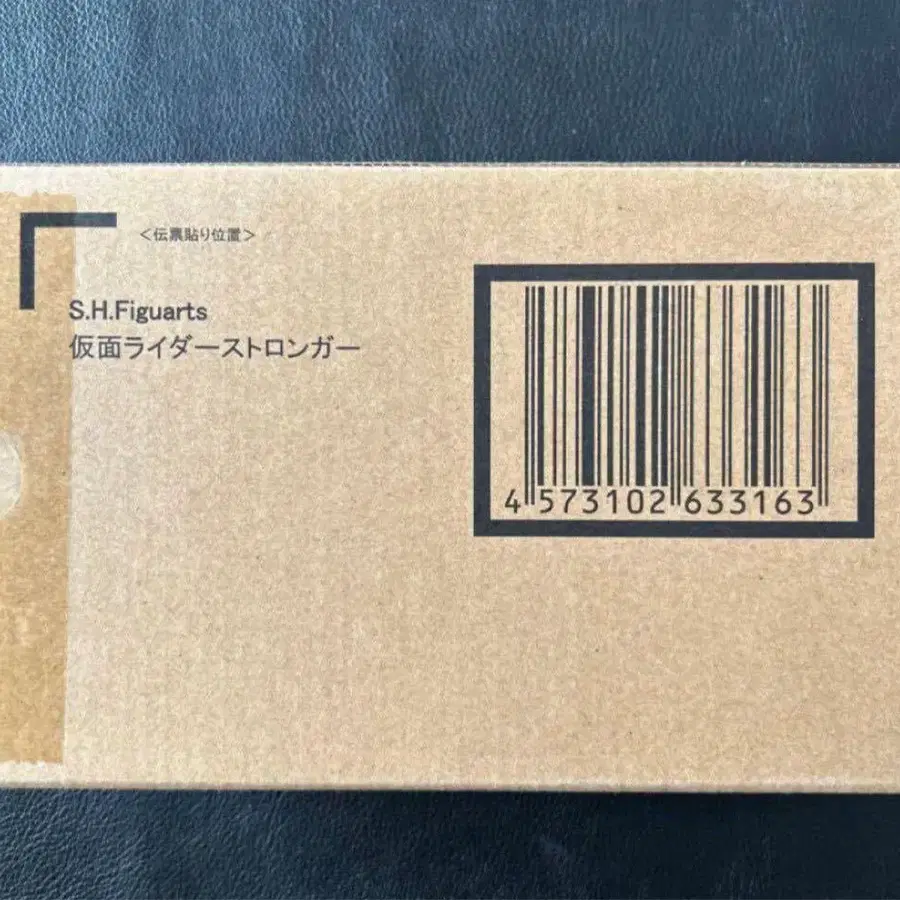 <伝票貼り位置>
S.H.Figuarts
仮面ライダーストロンガー
4 573102 633163